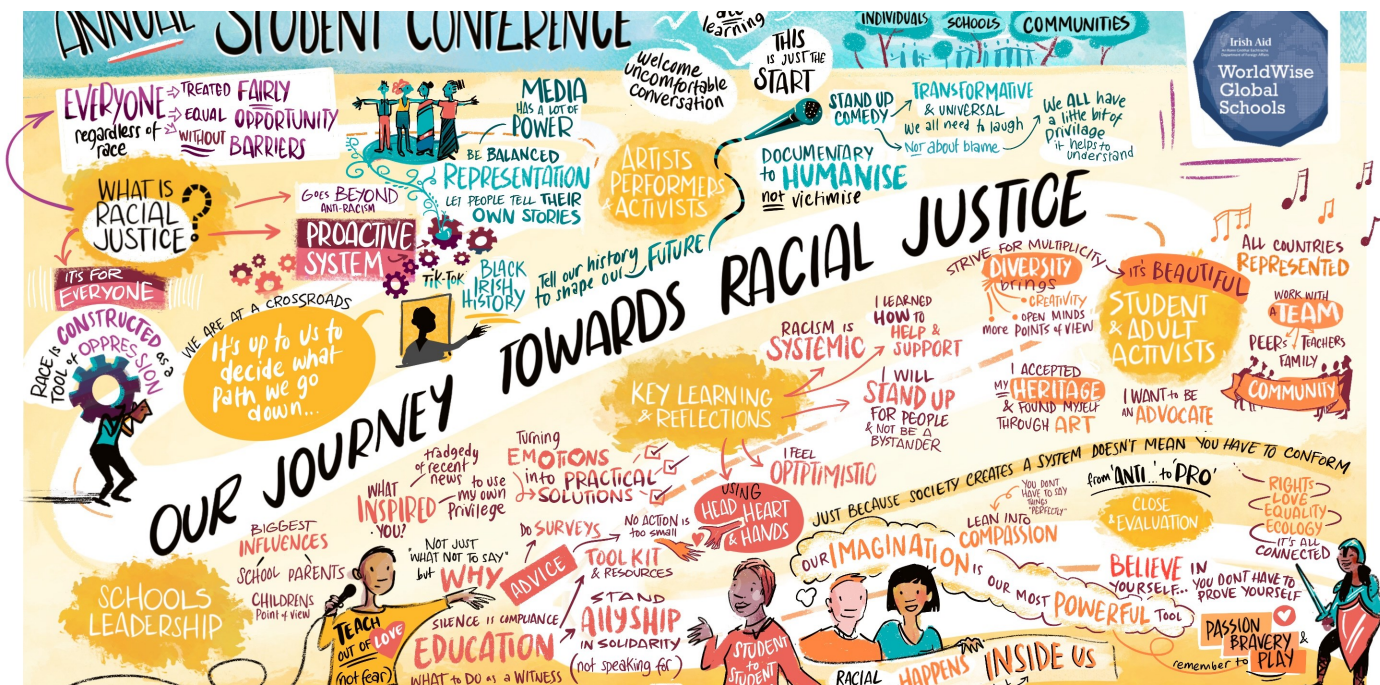 ANNUAL STUDENT CONFERENCE
learning
Welcome
uncomfortable
conversation
THIS
IS JUST THE
START
INDIVIDUALS
SCHOOLS
COMMUNITIES
Irish Aid
WorldWise
Global
Schools
EVERYONE
regardless of
race
TREATED FAIRLY
EQUAL OPPORTUNITY
WITHOUT BARRIERS
WHAT IS
RACIAL
JUSTICE?
GOES BEYOND
ANTI-RACISM
PROACTIVE
SYSTEM
IT'S FOR
EVERYONE
RACE IS CONSTRUCTED as a
TOOL of OPPRESSION
WE ARE AT A CROSSROADS
It's up to us to
decide what
path we go
down...
MEDIA
HAS A LOT OF
POWER
BE BALANCED
REPRESENTATION
LET PEOPLE TELL THEIR
OWN STORIES
TiK-ToK
BLACK
IRISH
HISTORY
Tell our history
to shape our FUTURE
ARTISTS
PERFORMERS
& ACTIVISTS
STAND UP
COMEDY
TRANSFORMATIVE
& UNIVERSAL
We all need to laugh
Not about blame
We ALL have
a little bit of
Privilage
it helps to
understand
DOCUMENTARY
to HUMANISE
not victimise
OUR JOURNEY TOWARDS RACIAL JUSTICE
STRIVE FOR MULTIPLICITY
DIVERSITY
brings
CREATIVITY
OPEN MINDS
more POINTS of VIEW
IT'S BEAUTIFUL
STUDENT
& ADULT
ACTIVISTS
ALL COUNTRIES
REPRESENTED
WORK WITH
A TEAM
PEERS TEACHERS
FAMILY
COMMUNITY
I ACCEPTED
MY HERITAGE
& FOUND MYSELF
THROUGH ART
I WANT to BE
AN ADVOCATE
KEY LEARNING
& REFLECTIONS
RACISM IS
SYSTEMIC
I LEARNED
HOW TO
HELP &
SUPPORT
I WILL
STAND UP
FOR PEOPLE
& NOT BE A
BYSTANDER
I FEEL
OPTPTIMISTIC
USING
HEAD HEART
& HANDS
SCHOOLS
LEADERSHIP
BIGGEST
INFLUENCES
SCHOOL PARENTS
CHILDRENS
Point of View
WHAT
INSPIRED
YOU?
tradgedy
of recent
news
to use
my own
Privilege
Turning
EMOTIONS
into PRACTICAL
SOLUTIONS
NOT JUST
"WHAT NOT TO SAY"
but WHY
TEACH
OUT OF LOVE
(not fear)
ADVICE
DO SURVEYS
NO ACTION is
too small
TOOLKIT
& RESOURCES
STAND
AllYSHIP
IN SOLIDARITY
(not speaking for)
SILENCE IS COMPLIANCE
EDUCATION
WHAT to DO as a WITNESS
STUDENT
to
STUDENT
JUST BECAUSE SOCIETY CREATES A SYSTEM DOESN'T MEAN YOU HAVE TO CONFORM
OUR IMAGINATION IS OUR MOST POWERFUL TOOL
YOU DONT
HAVE TO SAY
THINGS
"PERFECTLY"
LEAN INTO
COMPASSION
from 'ANTI...' to 'PRO'
CLOSE
& EVALUATION
RIGHTS
LOVE
EQUALITY
ECOLOGY
IT'S ALL
CONNECTED
BELIEVE IN
YOURSELF...
YOU DONT HAVE TO
PROVE YOURSELF
remember to
PASSION
BRAVERY &
PLAY
RACIAL
HAPPENS
INSIDE US